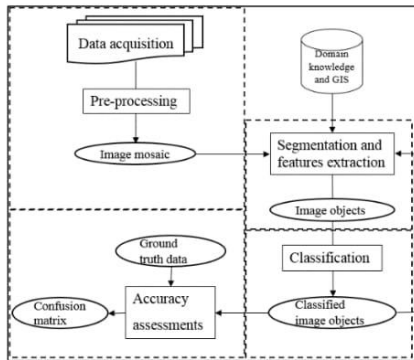 Data acquisition
Domain
knowledge
and GIS
Pre-processing
Segmentation and
features extraction
Image mosaic
Image objects
Ground
truth data
Classification
Confusion
matrix
Accuracy
assessments
Classified
image objects